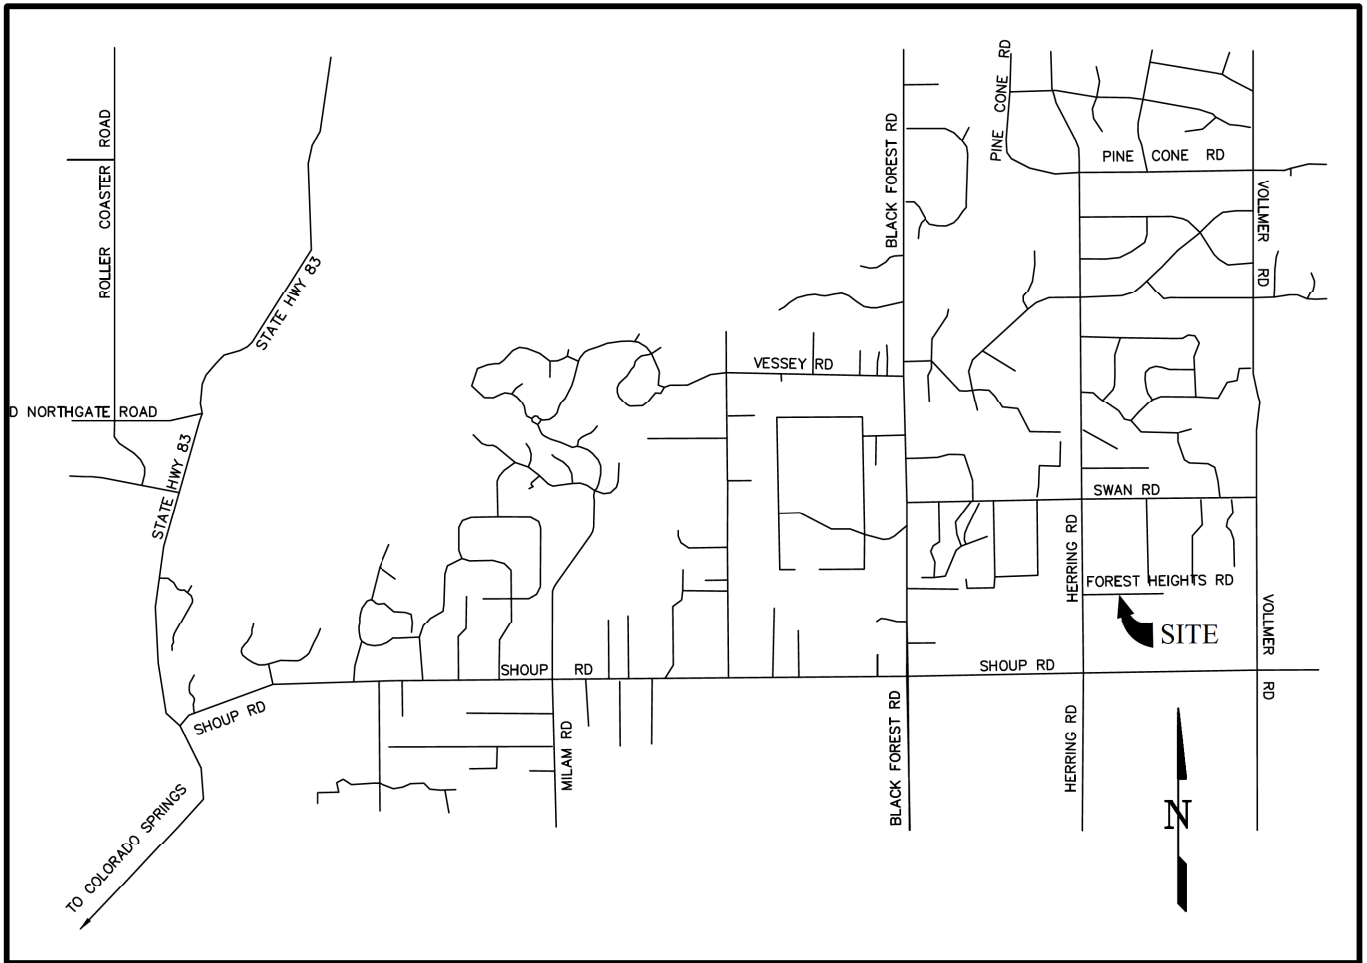 PINE CONE RD
ROLLER COASTER ROAD
BLACK FOREST RD
PINE CONE RD
VOLLMER RD
STATE HWY 83
VESSEY RD
D NORTHGATE ROAD
STATE HWY 83
SWAN RD
HERRING RD
FOREST HEIGHTS RD
SITE
VOLLMER RD
SHOUP RD
SHOUP RD
SHOUP RD
MILAM RD
BLACK FOREST RD
HERRING RD
N
TO COLORADO SPRINGS